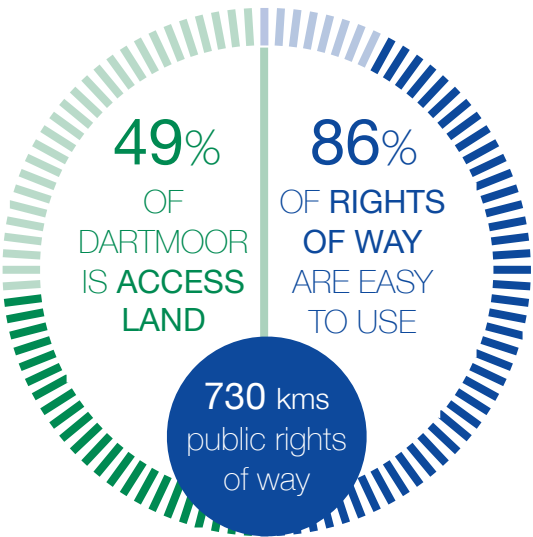 49%
OF
DARTMOOR
IS ACCESS
LAND
86%
OF RIGHTS
OF WAY
ARE EASY
TO USE
730 kms
public rights
of way